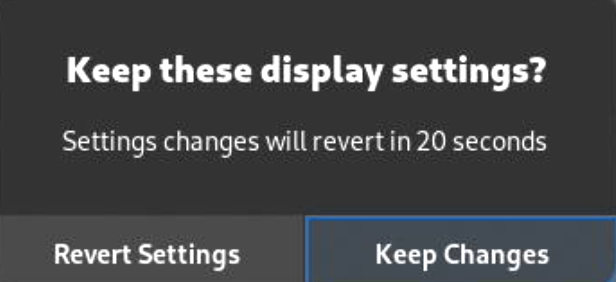 Keep these display settings?
Settings changes will revert in 20 seconds
Revert Settings
Keep Changes